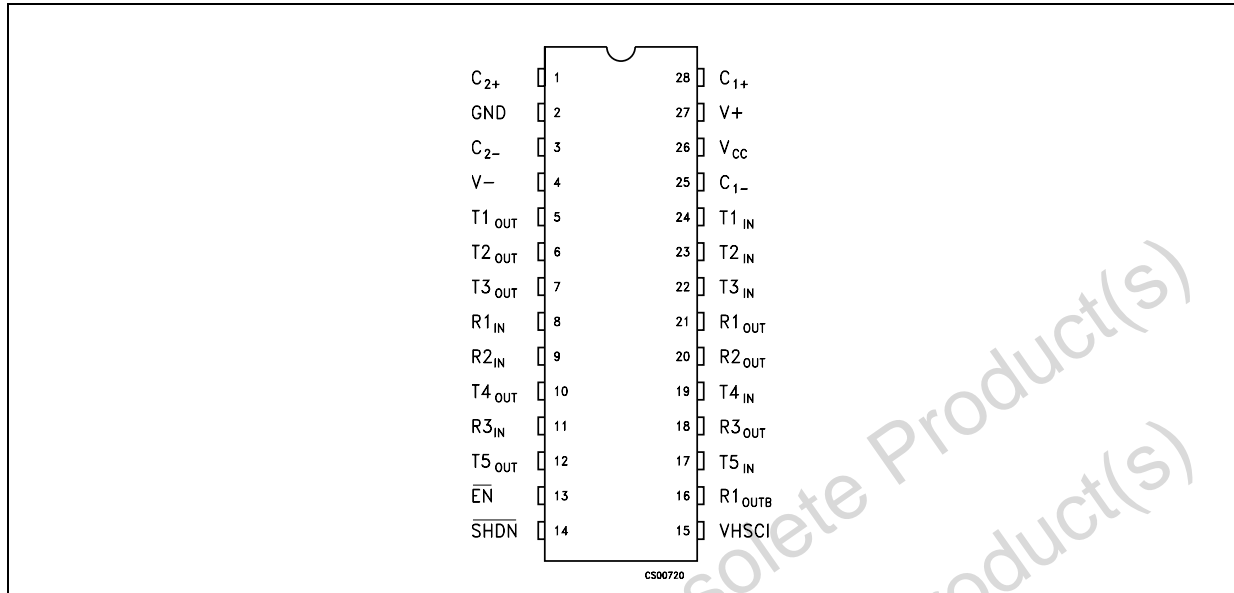 C2+ 1 28 C1+
GND 2 27 V+
C2− 3 26 VCC
V− 4 25 C1−
T1OUT 5 24 T1IN
T2OUT 6 23 T2IN
T3OUT 7 22 T3IN
R1IN 8 21 R1OUT
R2IN 9 20 R2OUT
T4OUT 10 19 T4IN
R3IN 11 18 R3OUT
T5OUT 12 17 T5IN
EN 13 16 R1OUTB
SHDN 14 15 VHSCI
CS00720
solete Product(s)
roduct(s)